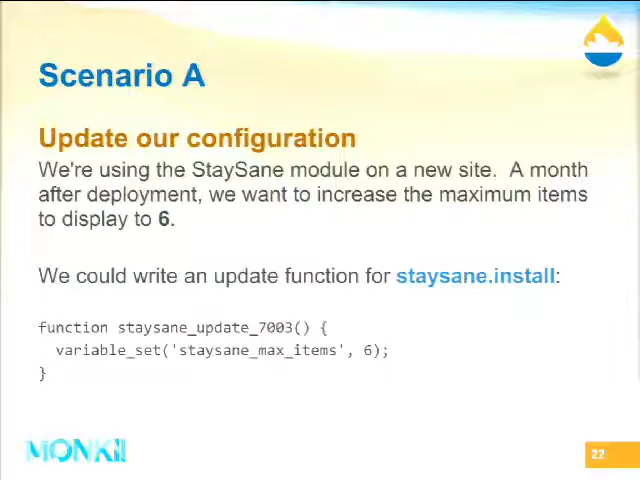 Scenario A
Update our configuration
We're using the StaySane module on a new site. A month
after deployment, we want to increase the maximum items
to display to 6.
We could write an update function for staysane.install:
function staysane_update_7003() {
variable_set('staysane_max_items', 6);
}
MONKii
22